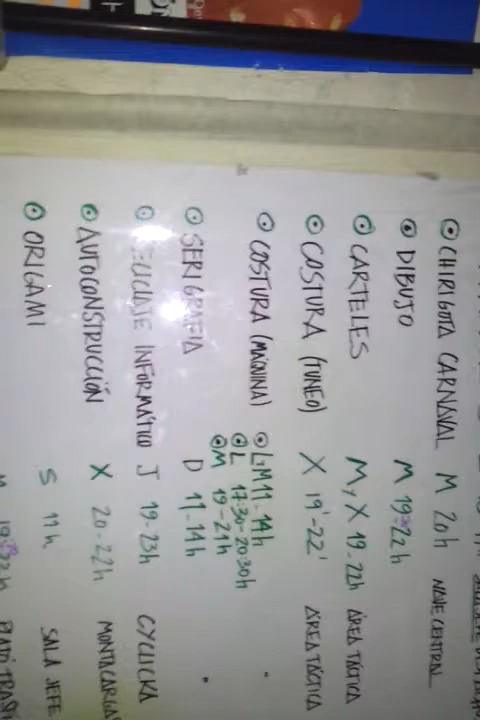 ⊙ CHIRIGOTA CARNAVAL M 20h NAVE CENTRAL
⊙ DIBUJO M 19-22h
⊙ CARTELES M y X 19-22h ÁREA TÁCTICA
⊙ COSTURA (TUNEO) X 19'-22' ÁREA TÁCTICA
⊙ COSTURA (MÁQUINA) ⊙ L y M 11-14h
⊙ L 17:30-20:30h
⊙ M 19-21h
⊙ SERIGRAFIA D 11-14h
⊙ RECICLAJE INFORMÁTICO J 19-23h CYCLICKA
⊙ AUTOCONSTRUCCIÓN X 20-22h MONTACARGAS
⊙ ORIGAMI S 11h SALA JEFE